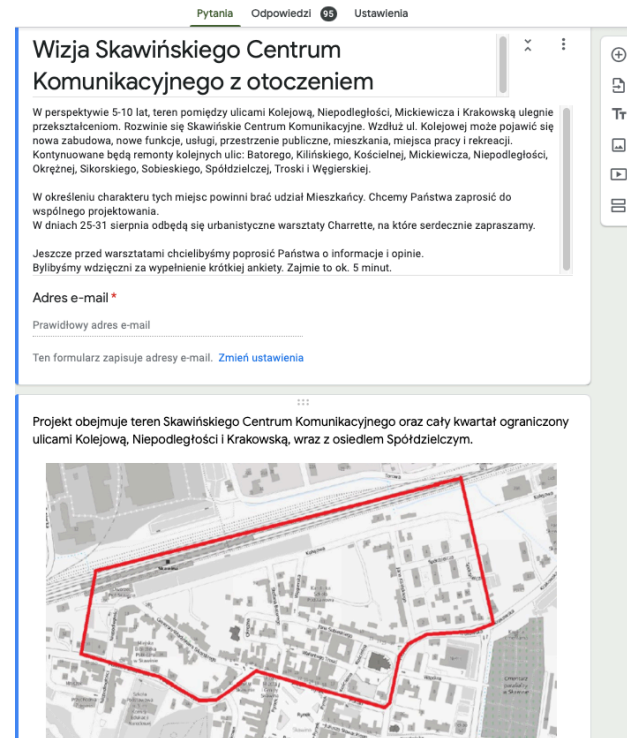 Pytania Odpowiedzi 95 Ustawienia
Wizja Skawińskiego Centrum
Komunikacyjnego z otoczeniem
W perspektywie 5-10 lat, teren pomiędzy ulicami Kolejową, Niepodległości, Mickiewicza i Krakowską ulegnie
przekształceniom. Rozwinie się Skawińskie Centrum Komunikacyjne. Wzdłuż ul. Kolejowej może pojawić się
nowa zabudowa, nowe funkcje, usługi, przestrzenie publiczne, mieszkania, miejsca pracy i rekreacji.
Kontynuowane będą remonty kolejnych ulic: Batorego, Kilińskiego, Kościelnej, Mickiewicza, Niepodległości,
Okrężnej, Sikorskiego, Sobieskiego, Spółdzielczej, Troski i Węgierskiej.
W określeniu charakteru tych miejsc powinni brać udział Mieszkańcy. Chcemy Państwa zaprosić do
wspólnego projektowania.
W dniach 25-31 sierpnia odbędą się urbanistyczne warsztaty Charrette, na które serdecznie zapraszamy.
Jeszcze przed warsztatami chcielibyśmy poprosić Państwa o informacje i opinie.
Bylibyśmy wdzięczni za wypełnienie krótkiej ankiety. Zajmie to ok. 5 minut.
Adres e-mail *
Prawidłowy adres e-mail
Ten formularz zapisuje adresy e-mail. Zmień ustawienia
Projekt obejmuje teren Skawińskiego Centrum Komunikacyjnego oraz cały kwartał ograniczony
ulicami Kolejową, Niepodległości i Krakowską, wraz z osiedlem Spółdzielczym.
Rynek